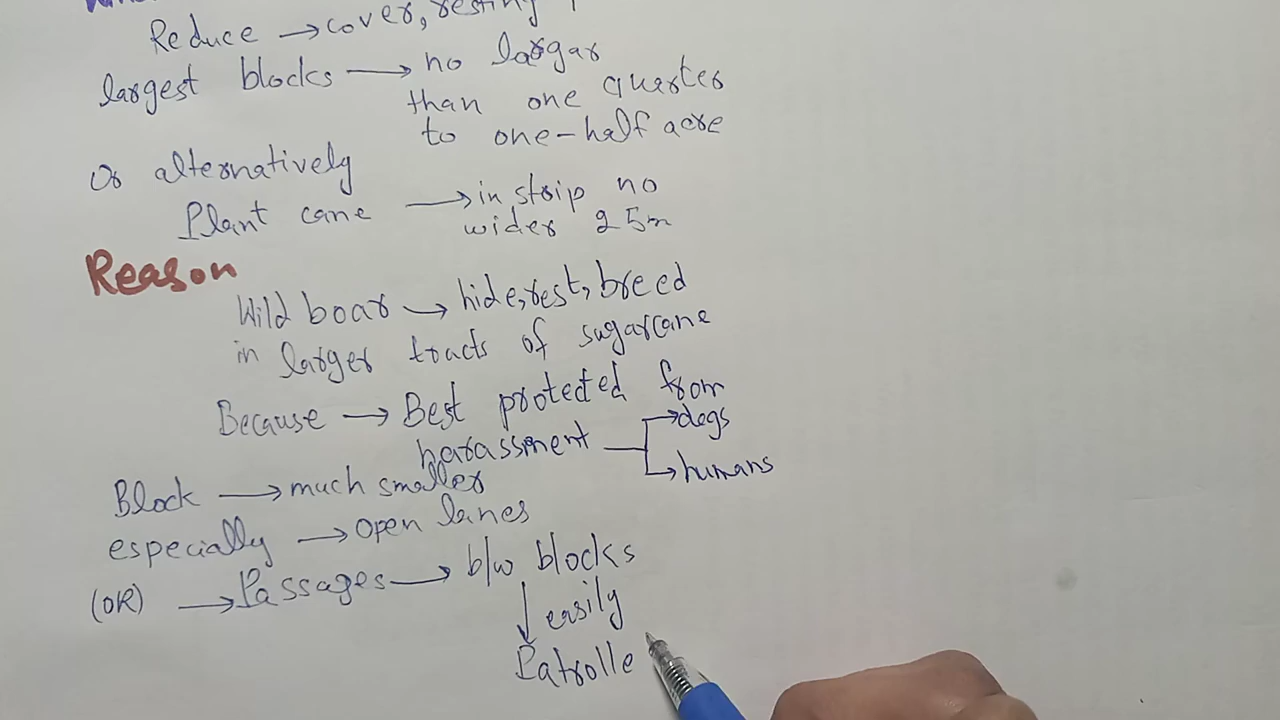 Reduce → cover, resting
largest blocks → no largar
than one quarter
to one-half acre
Or alternatively
Plant cane → in strip no
wider 25m
Reason
Wild boar → hide, rest, breed
in larger tracts of sugarcane
Because → Best protected from
harassment → dogs
→ humans
Block → much smaller
especially → open lanes
(OR) → Passages → b/w blocks
↓ easily
Patrolle